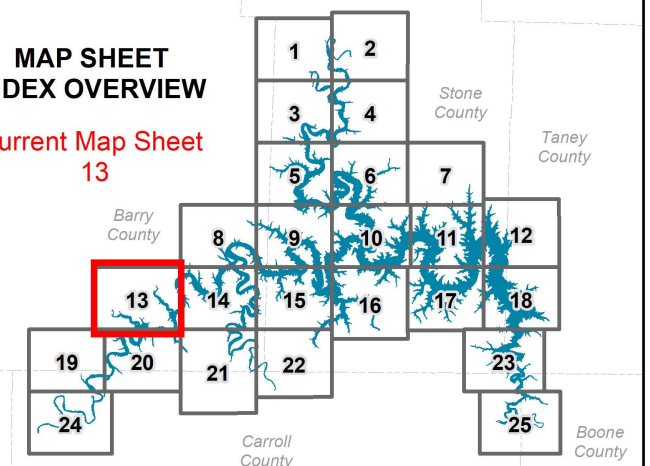 MAP SHEET
DEX OVERVIEW
urrent Map Sheet
13
1
2
Stone
County
3
4
Taney
County
5
6
7
Barry
County
8
9
10
11
12
13
14
15
16
17
18
19
20
21
22
23
24
25
Carroll
County
Boone
County